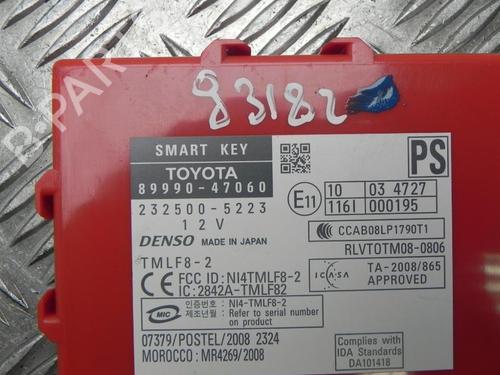 B-PARTS
83182
SMART KEY
TOYOTA
89990-47060
232500-5223
12V
DENSO MADE IN JAPAN
PS
E11
10 03 4727
116I 000195
CCAB08LP1790T1
RLVTOTM08-0806
TMLF8-2
CE FCC ID: NI4TMLF8-2
IC: 2842A-TMLF82
ICASA
TA-2008/865
APPROVED
MIC
인증번호 : NI4-TMLF8-2
제조년월 : Refer to serial number
on product
07379/POSTEL/2008 2324
MOROCCO: MR4269/2008
Complies with
IDA Standards
DA101418